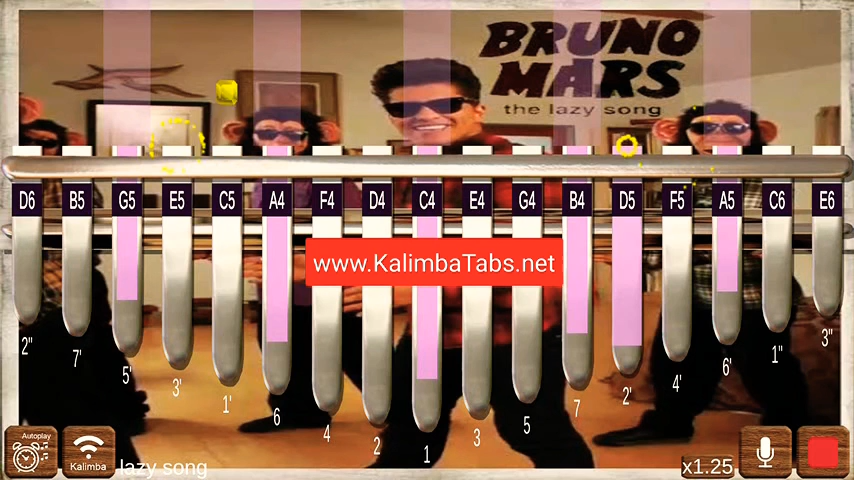 BRUNO
MARS
the lazy song
D6 B5 G5 E5 C5 A4 F4 D4 C4 E4 G4 B4 D5 F5 A5 C6 E6
www.KalimbaTabs.net
2" 7' 5' 3' 1' 6 4 2 1 3 5 7 2' 4' 6' 1" 3"
Autoplay
Kalimba
lazy song
x1.25